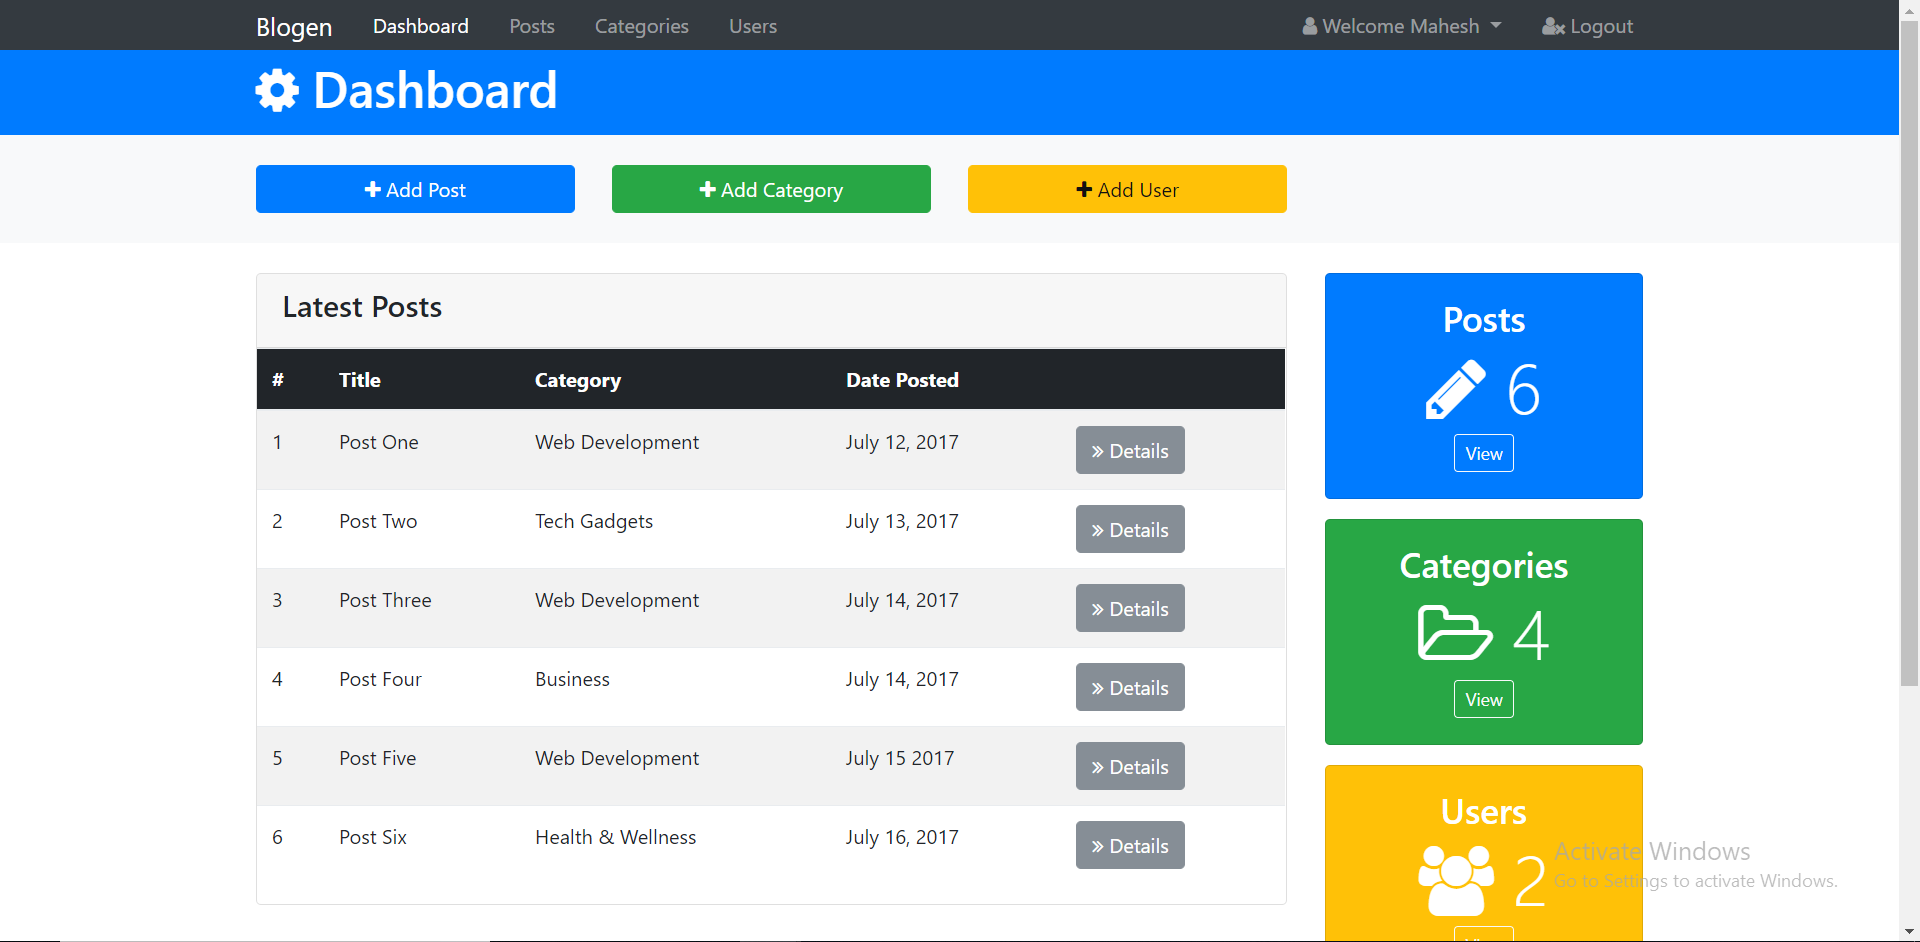 Blogen Dashboard Posts Categories Users Welcome Mahesh Logout
Dashboard
Add Post Add Category Add User
Latest Posts
# Title Category Date Posted
1 Post One Web Development July 12, 2017 » Details
2 Post Two Tech Gadgets July 13, 2017 » Details
3 Post Three Web Development July 14, 2017 » Details
4 Post Four Business July 14, 2017 » Details
5 Post Five Web Development July 15 2017 » Details
6 Post Six Health & Wellness July 16, 2017 » Details
Posts
6
View
Categories
4
View
Users
2
Activate Windows
Go to Settings to activate Windows.